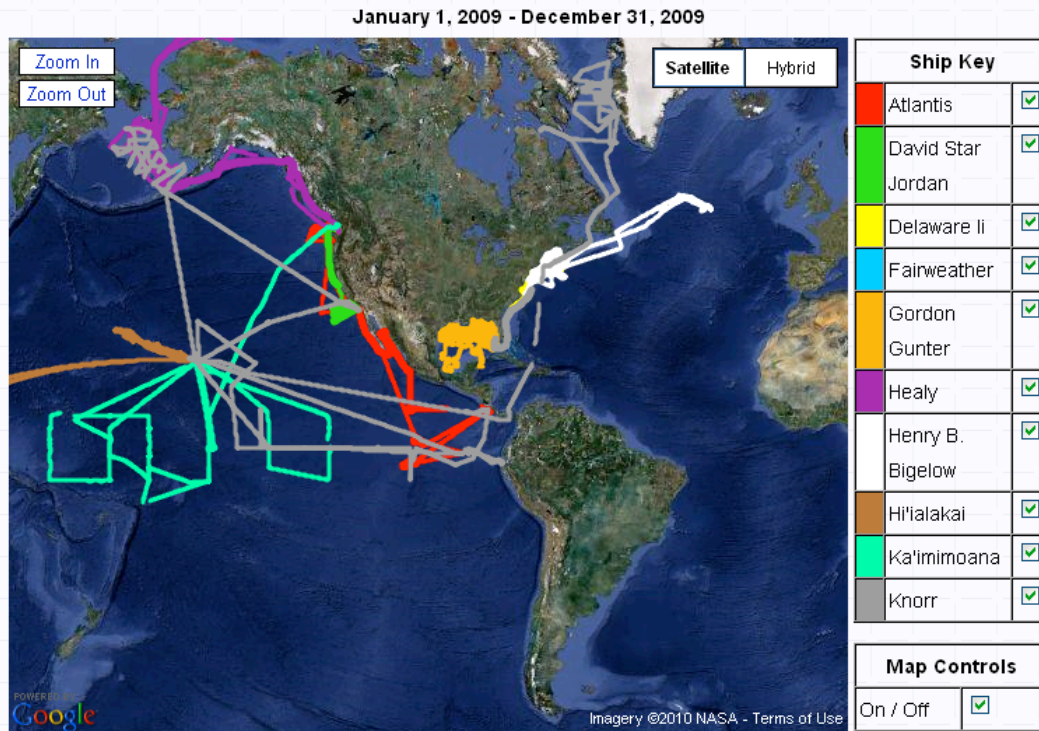 January 1, 2009 - December 31, 2009
Zoom In
Zoom Out
Satellite
Hybrid
Ship Key
Atlantis
David Star
Jordan
Delaware Ii
Fairweather
Gordon
Gunter
Healy
Henry B.
Bigelow
Hi'ialakai
Ka'imimoana
Knorr
Map Controls
On / Off
POWERED BY
Google
Imagery ©2010 NASA - Terms of Use